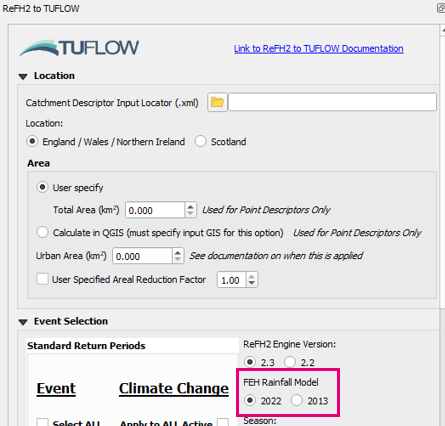 ReFH2 to TUFLOW
TUFLOW
Link to ReFH2 to TUFLOW Documentation
Location
Catchment Descriptor Input Locator (.xml)
Location:
England / Wales / Northern Ireland Scotland
Area
User specify
Total Area (km²) 0.000 Used for Point Descriptors Only
Calculate in QGIS (must specify input GIS for this option) Used for Point Descriptors Only
Urban Area (km²) 0.000 See documentation on when this is applied
User Specified Areal Reduction Factor 1.00
Event Selection
Standard Return Periods
Event Climate Change
Select ALL Apply to ALL Active
ReFH2 Engine Version:
2.3 2.2
FEH Rainfall Model
2022 2013
Season: